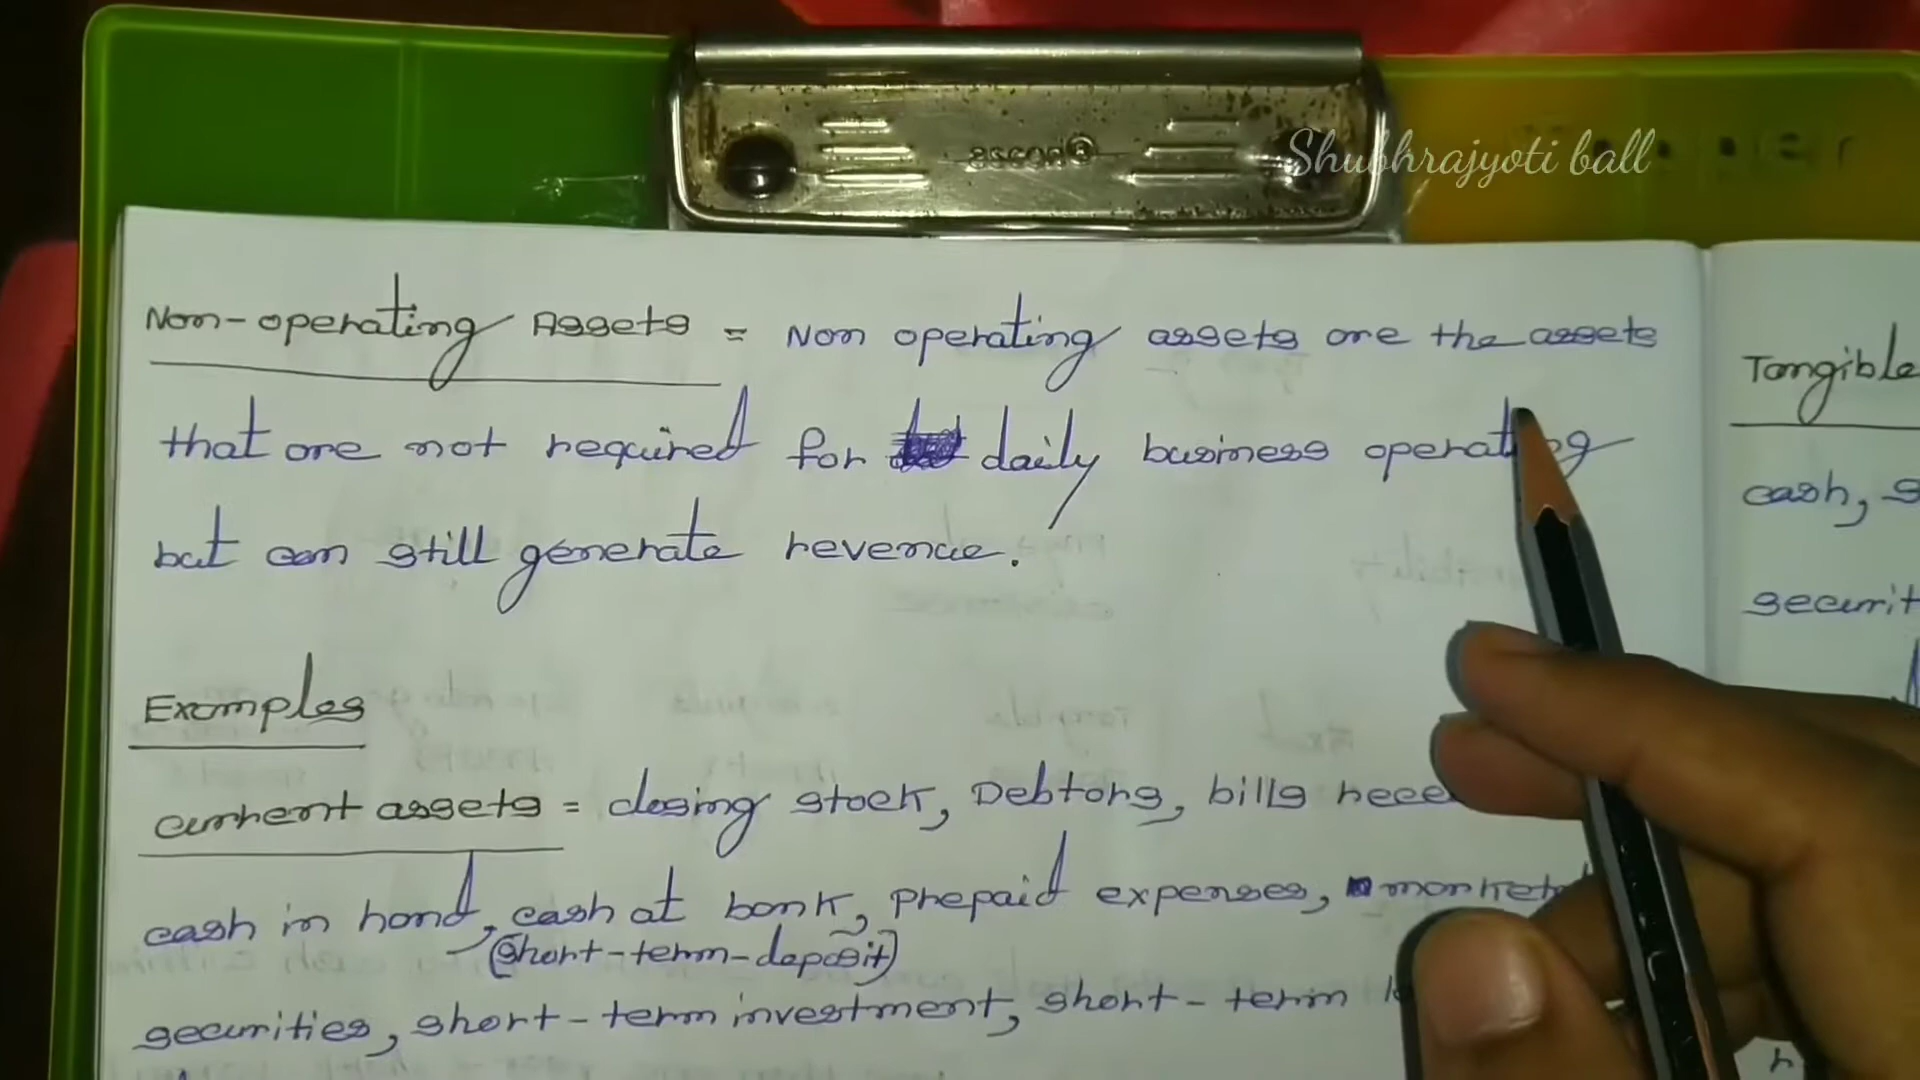 Shubhrajyoti ball
Non-operating Assets = Non operating assets are the assets
that are not required for daily business operating
but can still generate revenue.
Examples
current assets = closing stock, Debtors, bills
cash in hand, cash at bank, prepaid expenses,
(short-term-deposit)
securities, short-term investment, short-term
Tangible
cash,